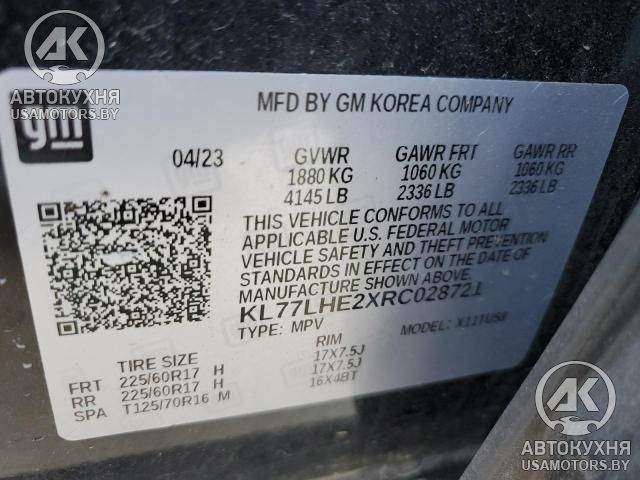 АВТОКУХНЯ
USAMOTORS.BY
gm
MFD BY GM KOREA COMPANY
04/23 GVWR GAWR FRT GAWR RR
1880 KG 1060 KG 1060 KG
4145 LB 2336 LB 2336 LB
THIS VEHICLE CONFORMS TO ALL
APPLICABLE U.S. FEDERAL MOTOR
VEHICLE SAFETY AND THEFT PREVENTION
STANDARDS IN EFFECT ON THE DATE OF
MANUFACTURE SHOWN ABOVE.
KL77LHE2XRC028721
TYPE: MPV MODEL:
TIRE SIZE RIM
FRT 225/60R17 H 17X7.5J
RR 225/60R17 H 17X7.5J
SPA T125/70R16 M 16X4BT
АК
АВТОКУХНЯ
USAMOTORS.BY